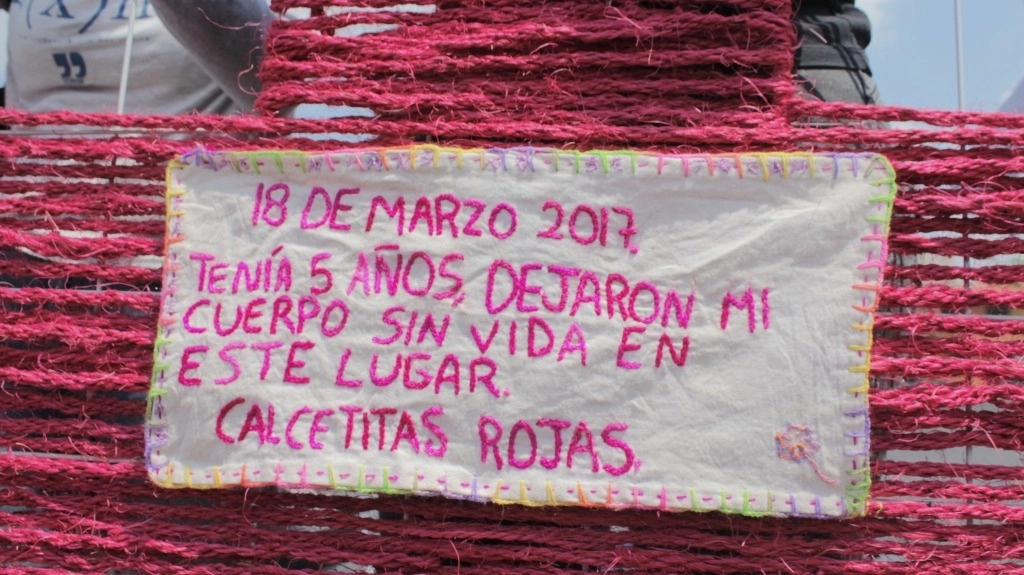 18 DE MARZO 2017.
TENÍA 5 AÑOS, DEJARON MI
CUERPO SIN VIDA EN
ESTE LUGAR.
CALCETITAS ROJAS.